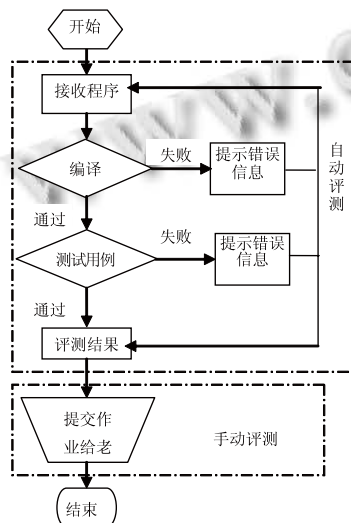 开始
接收程序
编译
失败
提示错误
信息
自
动
评
测
通过
测试用例
失败
提示错误
信息
通过
评测结果
提交作
业给老
手动评测
结束